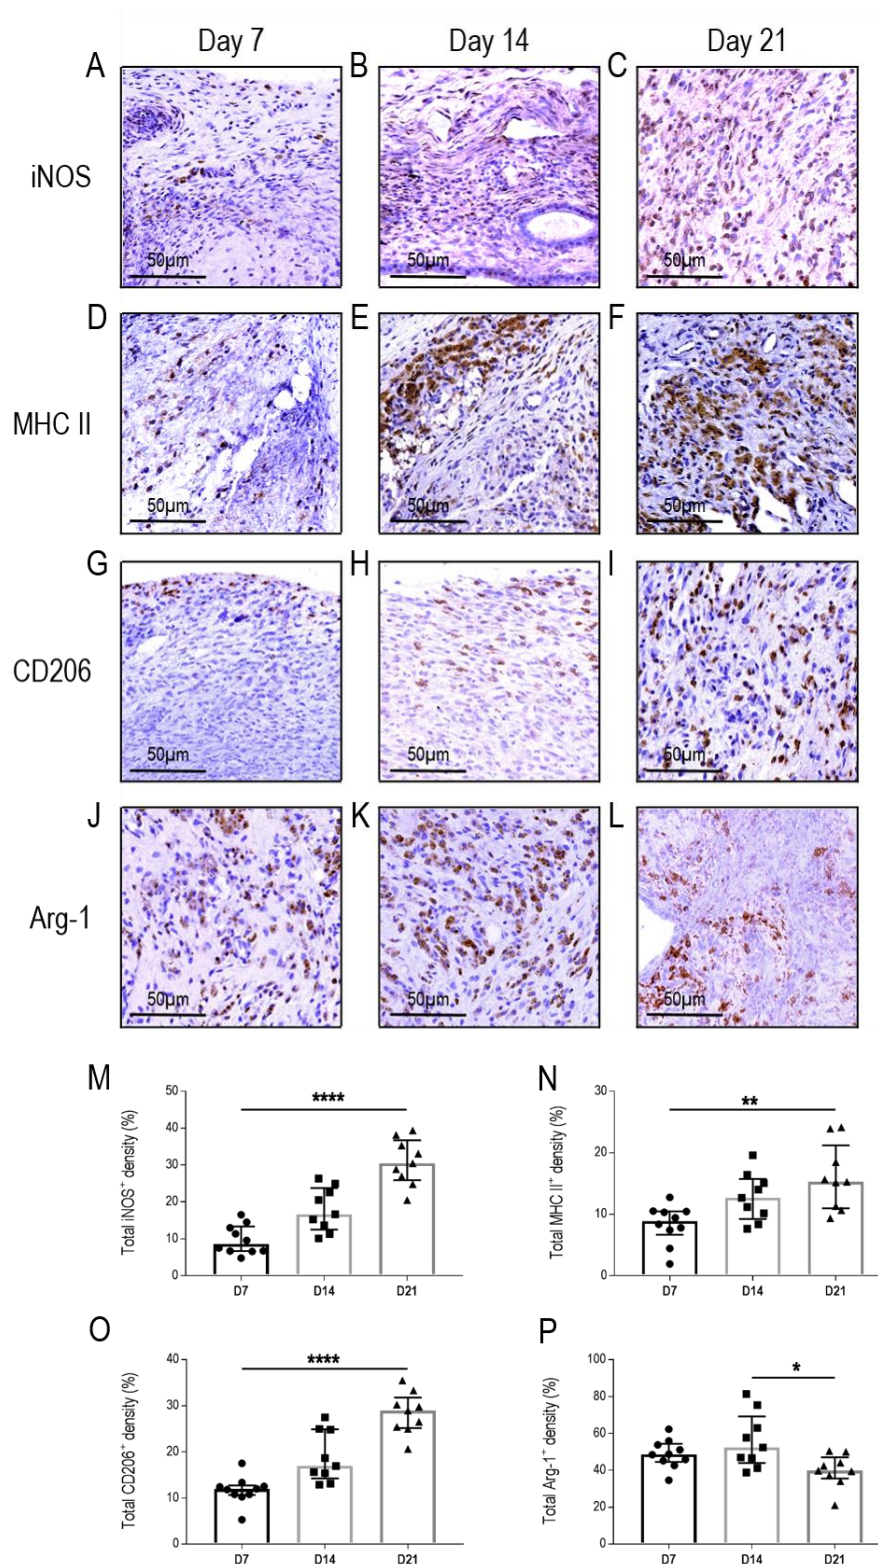 Day 7 Day 14 Day 21
A B C
iNOS
50µm 50µm 50µm
D E F
MHC II
50µm 50µm 50µm
G H I
CD206
50µm 50µm 50µm
J K L
Arg-1
50µm 50µm 50µm
M
Total iNOS+ density (%)
50
40
30
20
10
0
****
D7 D14 D21
N
Total MHC II+ density (%)
30
20
10
0
**
D7 D14 D21
O
Total CD206+ density (%)
40
30
20
10
0
****
D7 D14 D21
P
Total Arg-1+ density (%)
100
80
60
40
20
0
*
D7 D14 D21